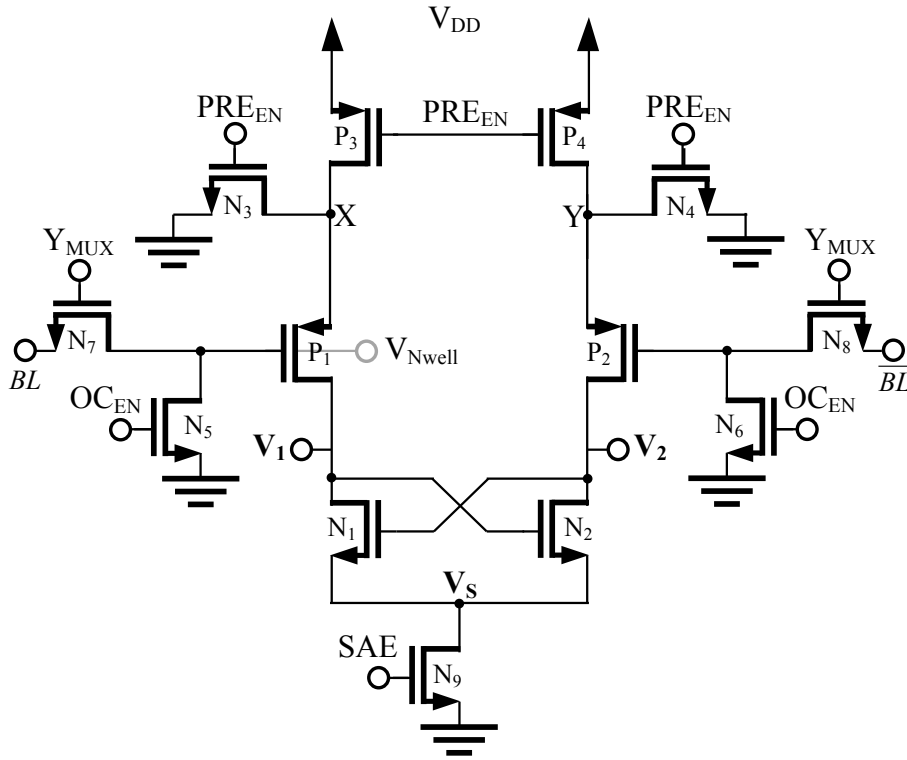 V_DD
PRE_EN PRE_EN PRE_EN
P_3 P_4
N_3 X Y N_4
Y_MUX Y_MUX
N_7 P_1 V_Nwell P_2 N_8
BL B̅L̅
OC_EN N_5 N_6 OC_EN
V_1 V_2
N_1 N_2
V_S
SAE
N_9